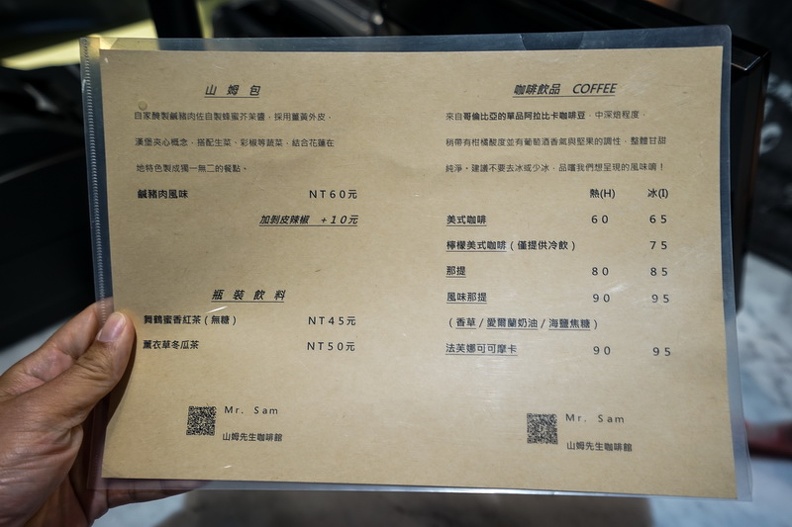 山姆包
自家醃製鹹豬肉佐自製蜂蜜芥茉醬，採用薑黃外皮，
漢堡夾心概念，搭配生菜、彩椒等蔬菜，結合花蓮在
地特色製成獨一無二的餐點。
鹹豬肉風味 NT60元
加剝皮辣椒 +10元
瓶裝飲料
舞鶴蜜香紅茶(無糖) NT45元
薰衣草冬瓜茶 NT50元
Mr. Sam
山姆先生咖啡館
咖啡飲品 COFFEE
來自哥倫比亞的單品阿拉比卡咖啡豆，中深焙程度，
稍帶有柑橘酸度並有葡萄酒香氣與堅果的調性，整體甘甜
純淨。建議不要去冰或少冰，品嚐我們想呈現的風味唷！
熱(H) 冰(I)
美式咖啡 60 65
檸檬美式咖啡(僅提供冷飲) 75
那提 80 85
風味那提 90 95
(香草/愛爾蘭奶油/海鹽焦糖)
法芙娜可可摩卡 90 95
Mr. Sam
山姆先生咖啡館